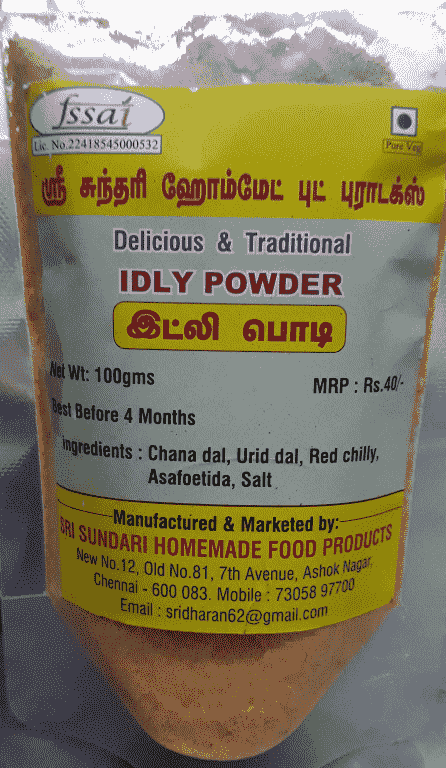 fssai
Lic. No.22418545000532
Pure Veg
ஸ்ரீ சுந்தரி ஹோம்மேட் புட் புராடக்ஸ்
Delicious & Traditional
IDLY POWDER
இட்லி பொடி
Net Wt: 100gms
MRP : Rs.40/-
Best Before 4 Months
Ingredients : Chana dal, Urid dal, Red chilly,
Asafoetida, Salt
Manufactured & Marketed by:
SRI SUNDARI HOMEMADE FOOD PRODUCTS
New No.12, Old No.81, 7th Avenue, Ashok Nagar,
Chennai - 600 083. Mobile : 73058 97700
Email : sridharan62@gmail.com